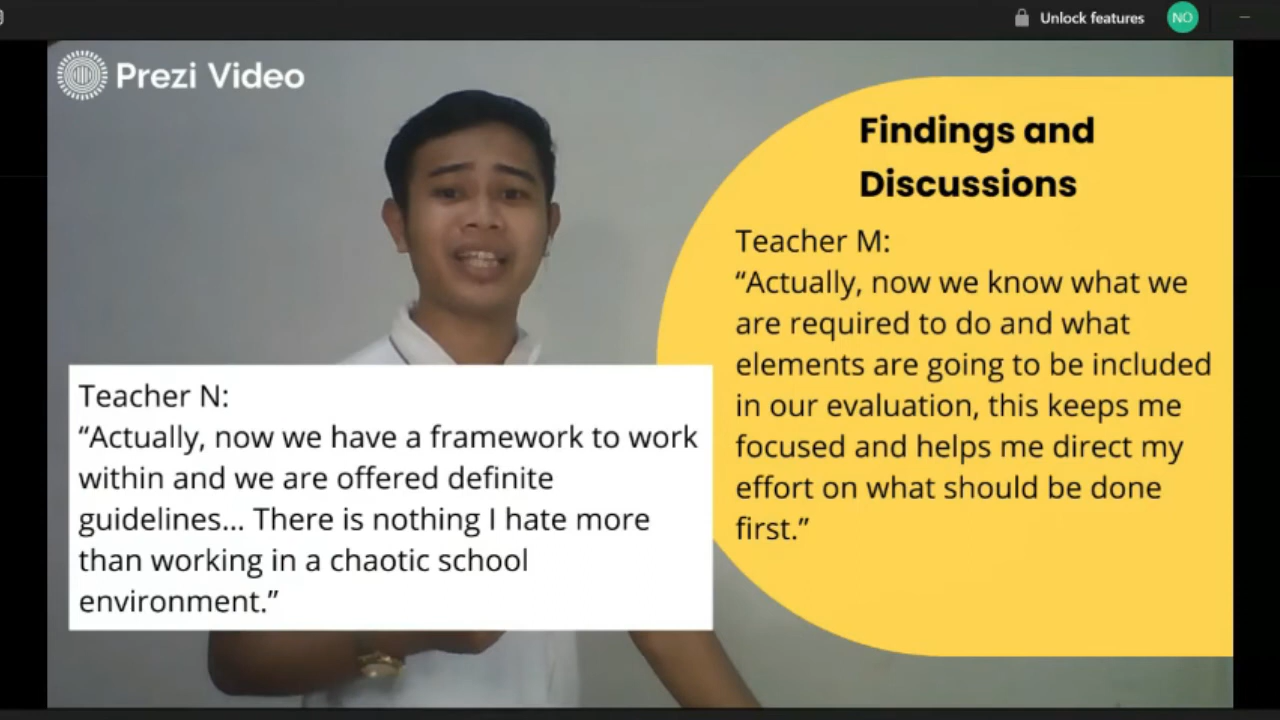 Unlock features
NO
Prezi Video
Findings and
Discussions
Teacher M:
“Actually, now we know what we
are required to do and what
elements are going to be included
in our evaluation, this keeps me
focused and helps me direct my
effort on what should be done
first.”
Teacher N:
“Actually, now we have a framework to work
within and we are offered definite
guidelines... There is nothing I hate more
than working in a chaotic school
environment.”